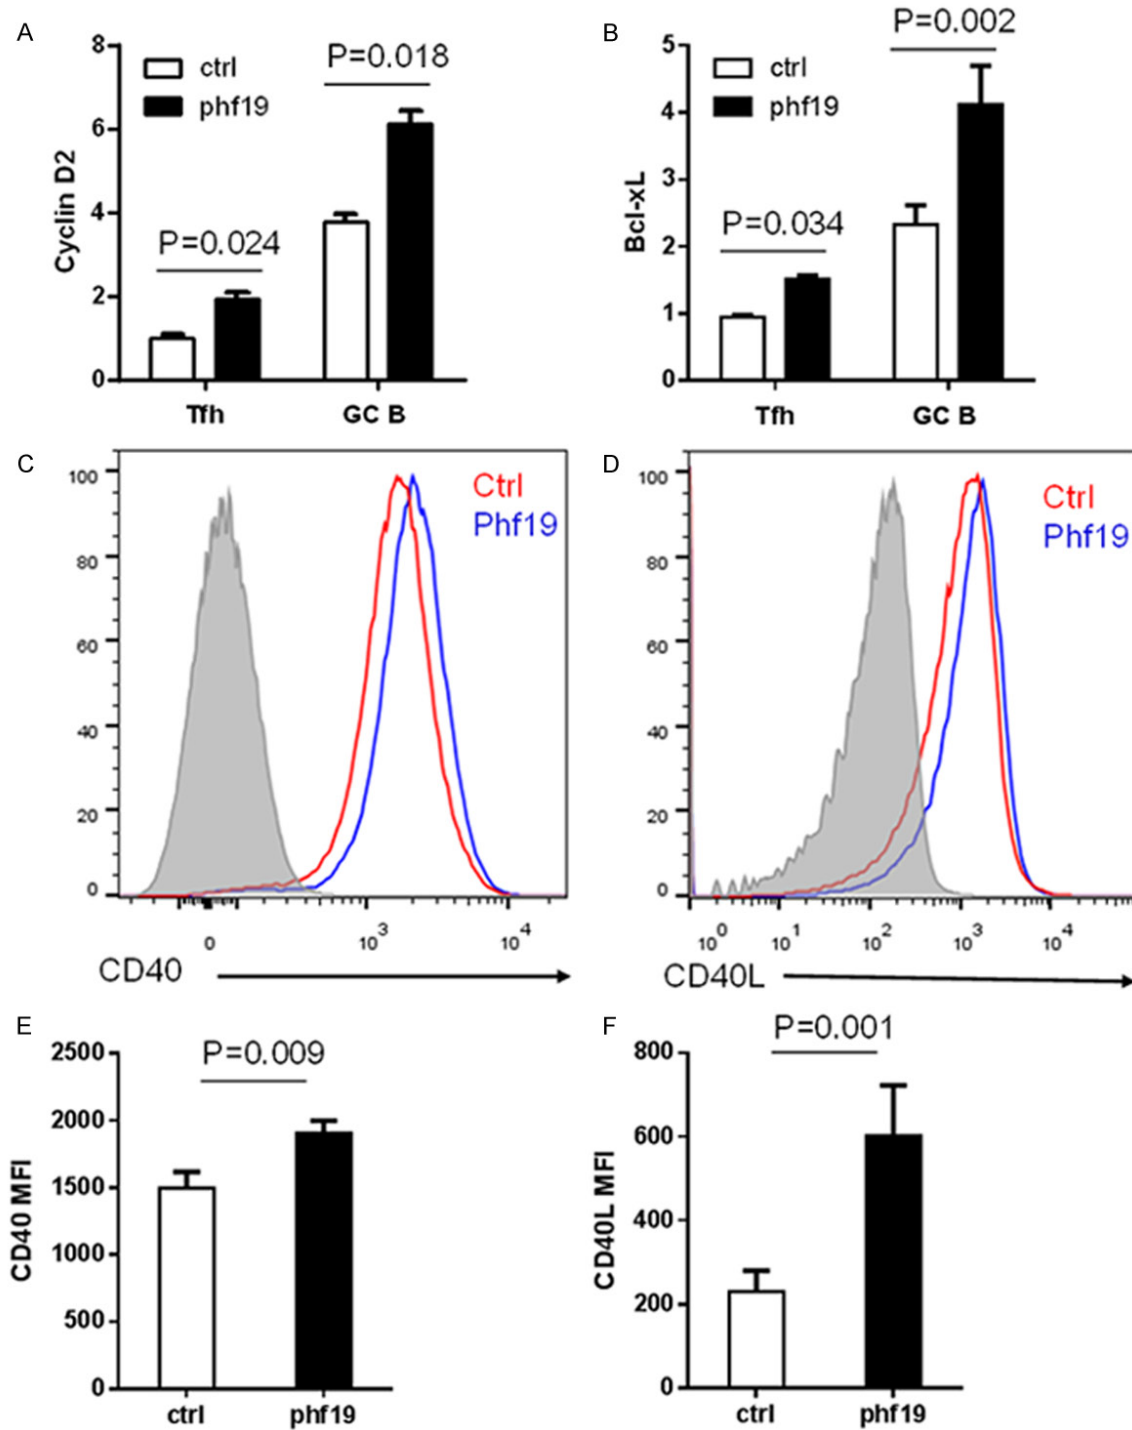 A
P=0.018
ctrl
phf19
P=0.024
Cyclin D2
8
6
4
2
0
Tfh GC B
B
P=0.002
ctrl
phf19
P=0.034
Bcl-xL
5
4
3
2
1
0
Tfh GC B
C
Ctrl
Phf19
100
80
60
40
20
0
0 10^3 10^4
CD40
D
Ctrl
Phf19
100
80
60
40
20
0
10^0 10^1 10^2 10^3 10^4
CD40L
E
P=0.009
CD40 MFI
2500
2000
1500
1000
500
0
ctrl phf19
F
P=0.001
CD40L MFI
800
600
400
200
0
ctrl phf19